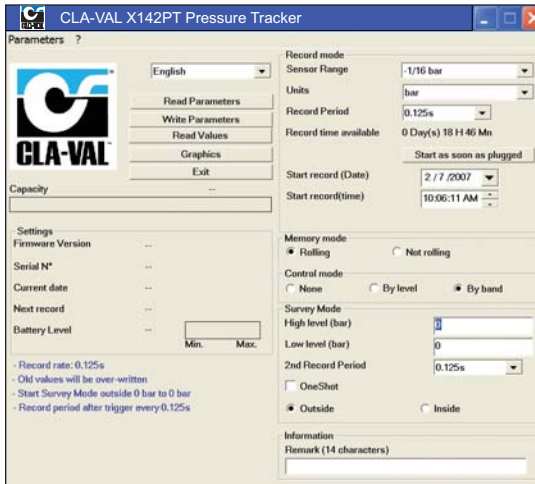 CLA-VAL X142PT Pressure Tracker
Parameters ?
CLA-VAL
English
Read Parameters
Write Parameters
Read Values
Graphics
Exit
Capacity --
Settings
Firmware Version --
Serial N° --
Current date --
Next record --
Battery Level --
Min. Max.
- Record rate: 0.125s
- Old values will be over-written
- Start Survey Mode outside 0 bar to 0 bar
- Record period after trigger every 0.125s
Record mode
Sensor Range -1/16 bar
Units bar
Record Period 0.125s
Record time available 0 Day(s) 18 H 46 Mn
Start as soon as plugged
Start record (Date) 2 / 7 /2007
Start record(time) 10:06:11 AM
Memory mode
Rolling Not rolling
Control mode
None By level By band
Survey Mode
High level (bar) 0
Low level (bar) 0
2nd Record Period 0.125s
OneShot
Outside Inside
Information
Remark (14 characters)